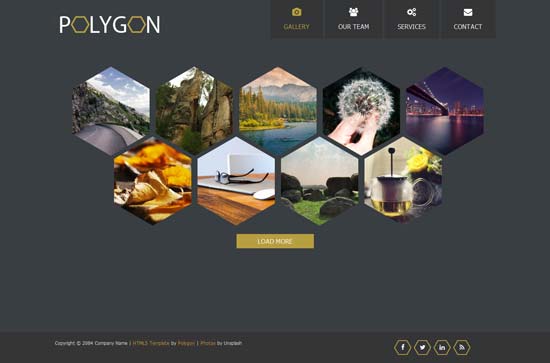 POLYGON
GALLERY
OUR TEAM
SERVICES
CONTACT
LOAD MORE
Copyright © 2084 Company Name | HTML5 Template by Polygon | Photos by Unsplash